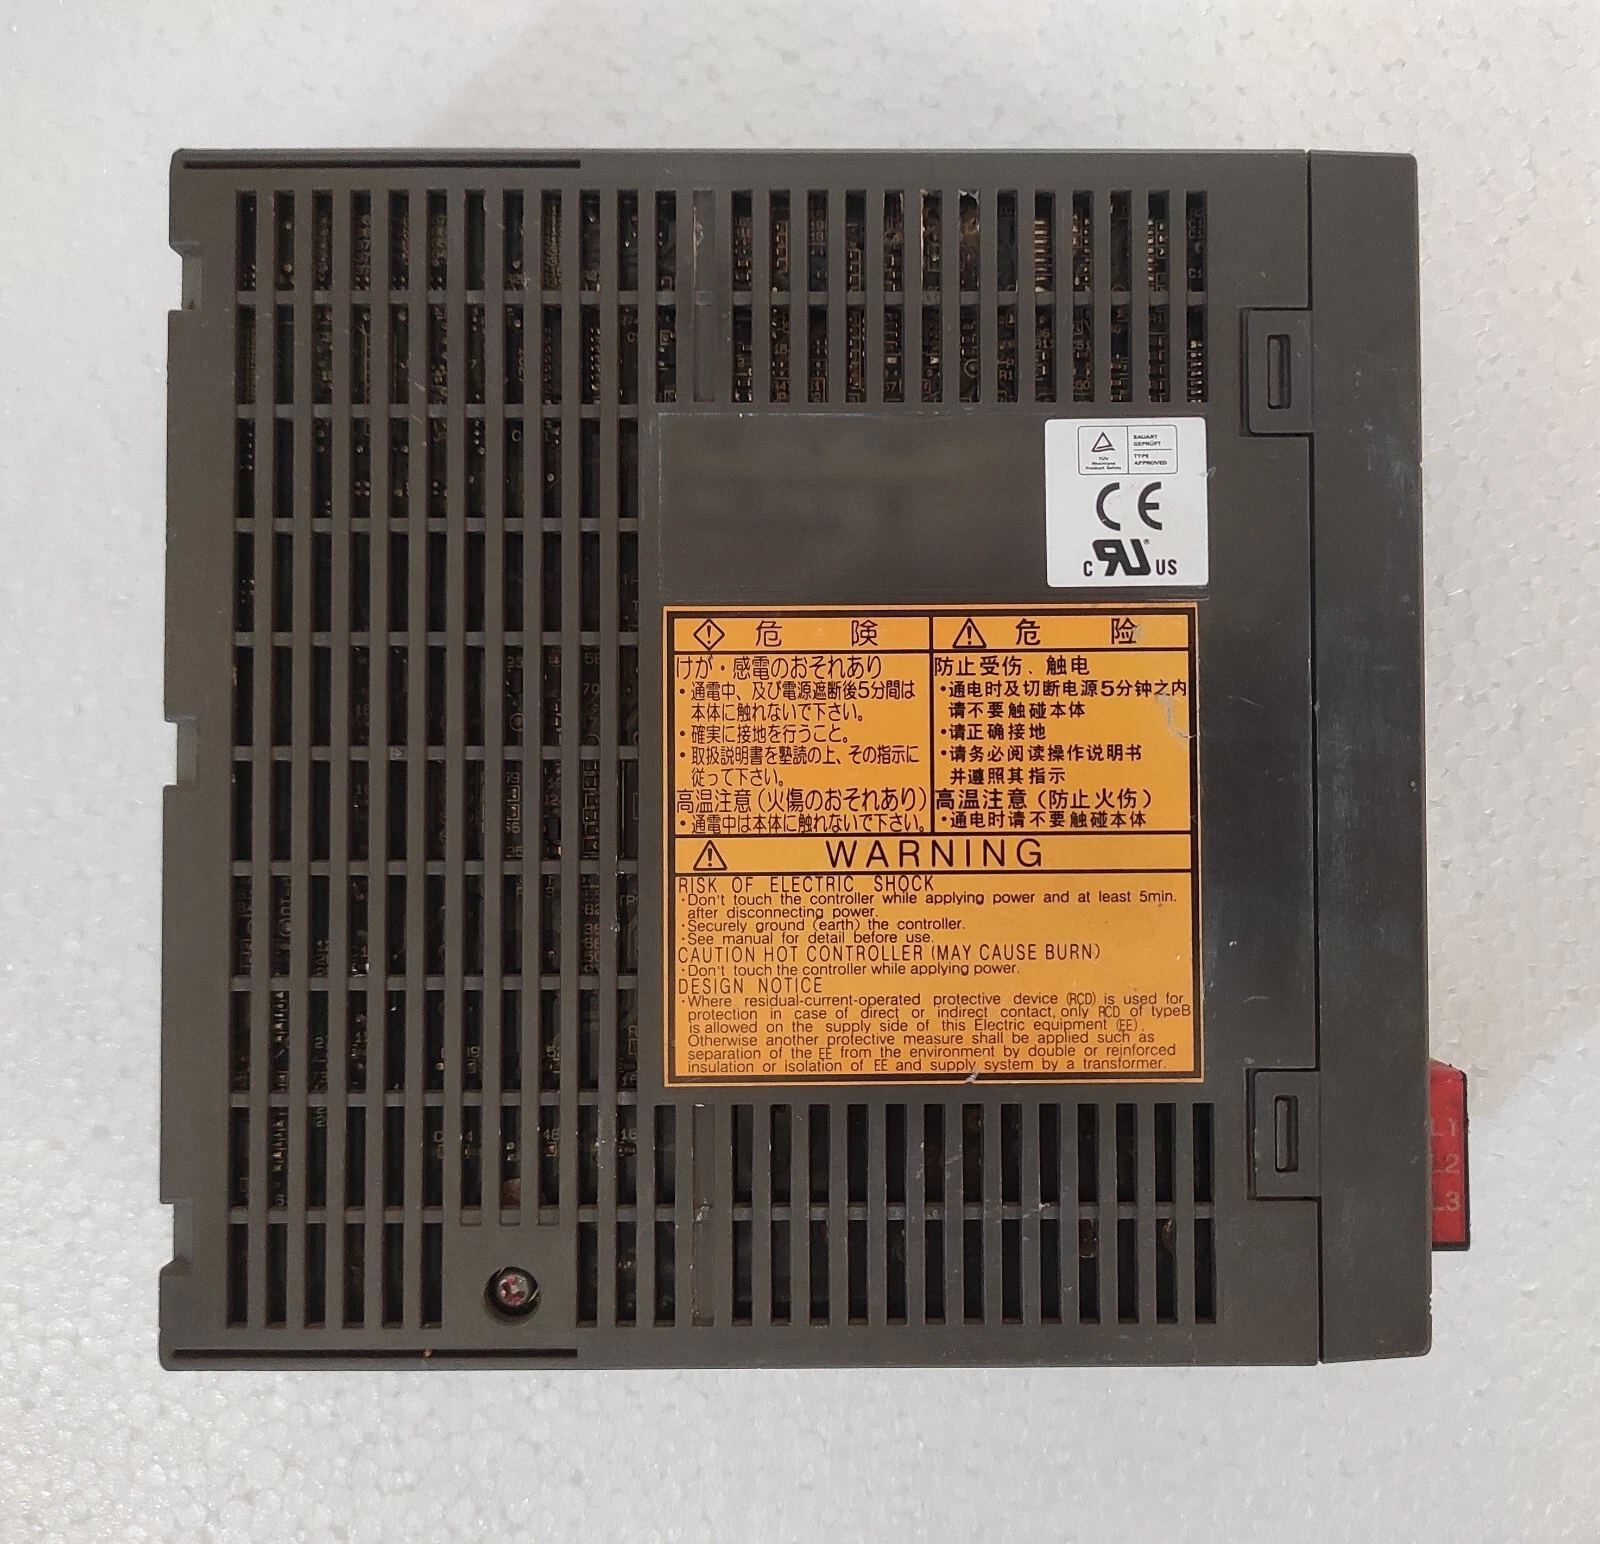 TÜV
Rheinland
Product Safety
BAUART
GEPRÜFT
TYPE
APPROVED
CE
C RU ® US
危 険
けが・感電のおそれあり
・通電中、及び電源遮断後5分間は
本体に触れないで下さい。
・確実に接地を行うこと。
・取扱説明書を塾読の上、その指示に
従って下さい。
高温注意(火傷のおそれあり)
・通電中は本体に触れないで下さい。
危 险
防止受伤、触电
・通电时及切断电源5分钟之内
请不要触碰本体
・请正确接地
・请务必阅读操作说明书
并遵照其指示
高温注意(防止火伤)
・通电时请不要触碰本体
WARNING
RISK OF ELECTRIC SHOCK
・Don't touch the controller while applying power and at least 5min.
after disconnecting power.
・Securely ground (earth) the controller.
・See manual for detail before use.
CAUTION HOT CONTROLLER (MAY CAUSE BURN)
・Don't touch the controller while applying power.
DESIGN NOTICE
・Where residual-current-operated protective device (RCD) is used for
protection in case of direct or indirect contact, only RCD of typeB
is allowed on the supply side of this Electric equipment (EE).
Otherwise another protective measure shall be applied such as
separation of the EE from the environment by double or reinforced
insulation or isolation of EE and supply system by a transformer.
L1
L2
L3